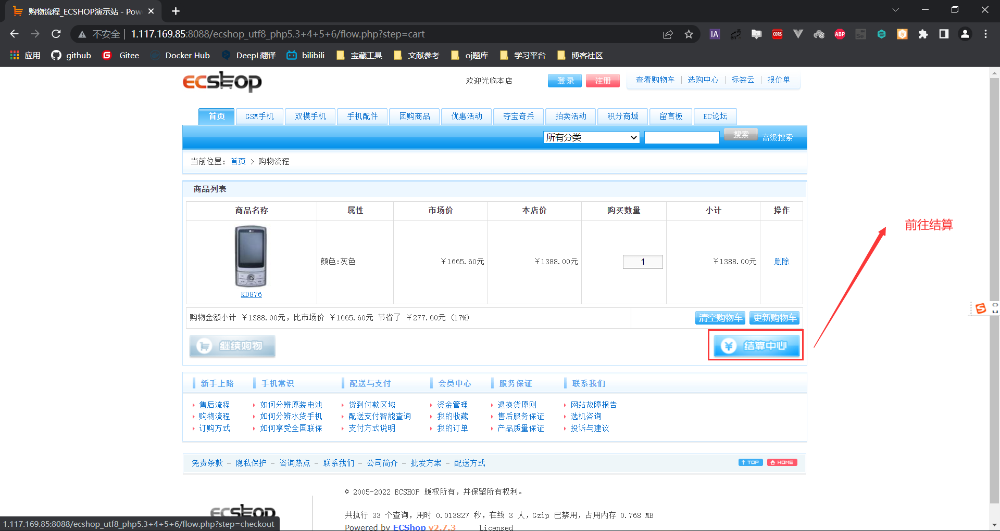 购物流程_ECSHOP演示站 - Pow
不安全 1.117.169.85:8088/ecshop_utf8_php5.3+4+5+6/flow.php?step=cart
IA CORS ABP Se
应用 github Gitee Docker Hub DeepL翻译 bilibili 宝藏工具 文献参考 oj题库 学习平台 博客社区
ecshop 欢迎光临本店 登录 注册 查看购物车 选购中心 标签云 报价单
首页 GSM手机 双模手机 手机配件 团购商品 优惠活动 夺宝奇兵 拍卖活动 积分商城 留言板 EC论坛
所有分类 搜索 高级搜索
当前位置: 首页 > 购物流程
商品列表
商品名称 属性 市场价 本店价 购买数量 小计 操作
颜色:灰色 ￥1665.60元 ￥1388.00元 1 ￥1388.00元 删除
KD876
前往结算
购物金额小计 ￥1388.00元，比市场价 ￥1665.60元 节省了 ￥277.60元 (17%) 清空购物车 更新购物车
继续购物 ¥ 结算中心
新手上路 手机常识 配送与支付 会员中心 服务保证 联系我们
售后流程 如何分辨原装电池 货到付款区域 资金管理 退换货原则 网站故障报告
购物流程 如何分辨水货手机 配送支付智能查询 我的收藏 售后服务保证 选机咨询
订购方式 如何享受全国联保 支付方式说明 我的订单 产品质量保证 投诉与建议
免责条款 - 隐私保护 - 咨询热点 - 联系我们 - 公司简介 - 批发方案 - 配送方式 TOP HOME
© 2005-2022 ECSHOP 版权所有，并保留所有权利。
ecshop
共执行 33 个查询，用时 0.013827 秒，在线 3 人，Gzip 已禁用，占用内存 0.768 MB
Powered by ECShop v2.7.3 Licensed
1.117.169.85:8088/ecshop_utf8_php5.3+4+5+6/flow.php?step=checkout